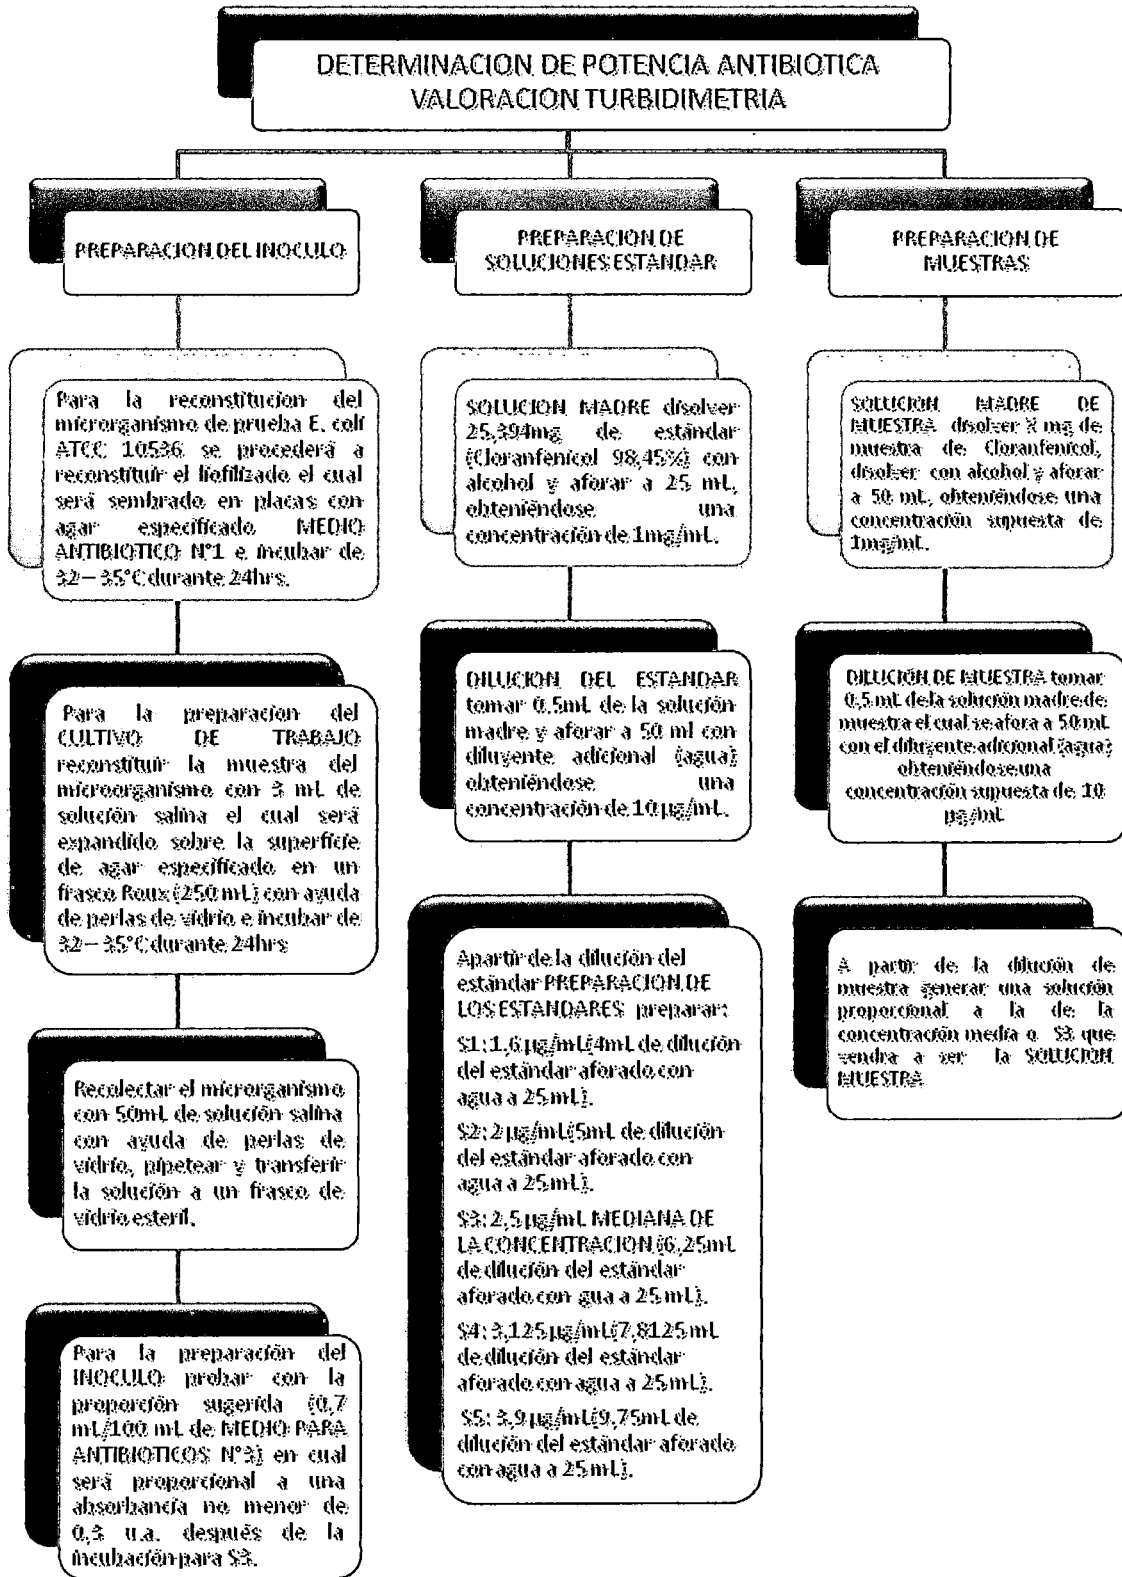 DETERMINACION DE POTENCIA ANTIBIOTICA
VALORACION TURBIDIMETRIA
PREPARACION DEL INOCULO
Para la reconstitucion del
microrganismo de prueba E. coli
ATCC 10536 se procederá a
reconstituir el liofilizado el cual
será sembrado en placas con
agar especificado MEDIO
ANTIBIOTICO N°1 e incubar de
32 – 35°C durante 24hrs.
Para la preparacion del
CULTIVO DE TRABAJO
reconstituir la muestra del
microorganismo con 3 mL de
solución salina el cual será
expandido sobre la superficie
de agar especificado en un
frasco Roux (250 mL) con ayuda
de perlas de vidrio e incubar de
32 – 35°C durante 24hrs
Recolectar el microrganismo
con 50mL de solución salina
con ayuda de perlas de
vidrio, pipetear y transferir
la solución a un frasco de
vidrio esteril.
Para la preparación del
INOCULO probar con la
proporción sugerida (0,7
mL/100 mL de MEDIO PARA
ANTIBIOTICOS N°3) en cual
será proporcional a una
absorbancia no menor de
0,3 u.a. después de la
incubación para S3.
PREPARACION DE
SOLUCIONES ESTANDAR
SOLUCION MADRE disolver
25,394mg de estándar
(Cloranfenicol 98,45%) con
alcohol y aforar a 25 mL,
obteniéndose una
concentración de 1mg/mL.
DILUCION DEL ESTANDAR
tomar 0.5mL de la solución
madre y aforar a 50 ml con
diluyente adicional (agua)
obteniéndose una
concentración de 10 µg/mL.
Apartir de la dilución del
estándar PREPARACION DE
LOS ESTANDARES preparar:
S1: 1,6 µg/mL(4mL de dilución
del estándar aforado con
agua a 25mL).
S2: 2 µg/mL(5mL de dilución
del estándar aforado con
agua a 25mL).
S3: 2,5 µg/mL MEDIANA DE
LA CONCENTRACION (6,25mL
de dilución del estándar
aforado con gua a 25mL).
S4: 3,125 µg/mL(7,8125mL
de dilución del estándar
aforado con agua a 25mL).
S5: 3,9 µg/mL(9,75mL de
dilución del estándar aforado
con agua a 25mL).
PREPARACION DE
MUESTRAS
SOLUCION MADRE DE
MUESTRA disolver X mg de
muestra de Cloranfenicol,
disolver con alcohol y aforar
a 50 mL, obteniéndose una
concentración supuesta de
1mg/mL.
DILUCIÓN DE MUESTRA tomar
0,5 mL de la solución madre de
muestra el cual se afora a 50 mL
con el diluyente adicional (agua)
obteniéndose una
concentración supuesta de 10
µg/mL
A partir de la dilución de
muestra generar una solución
proporcional a la de la
concentración media o S3 que
vendra a ser la SOLUCION
MUESTRA